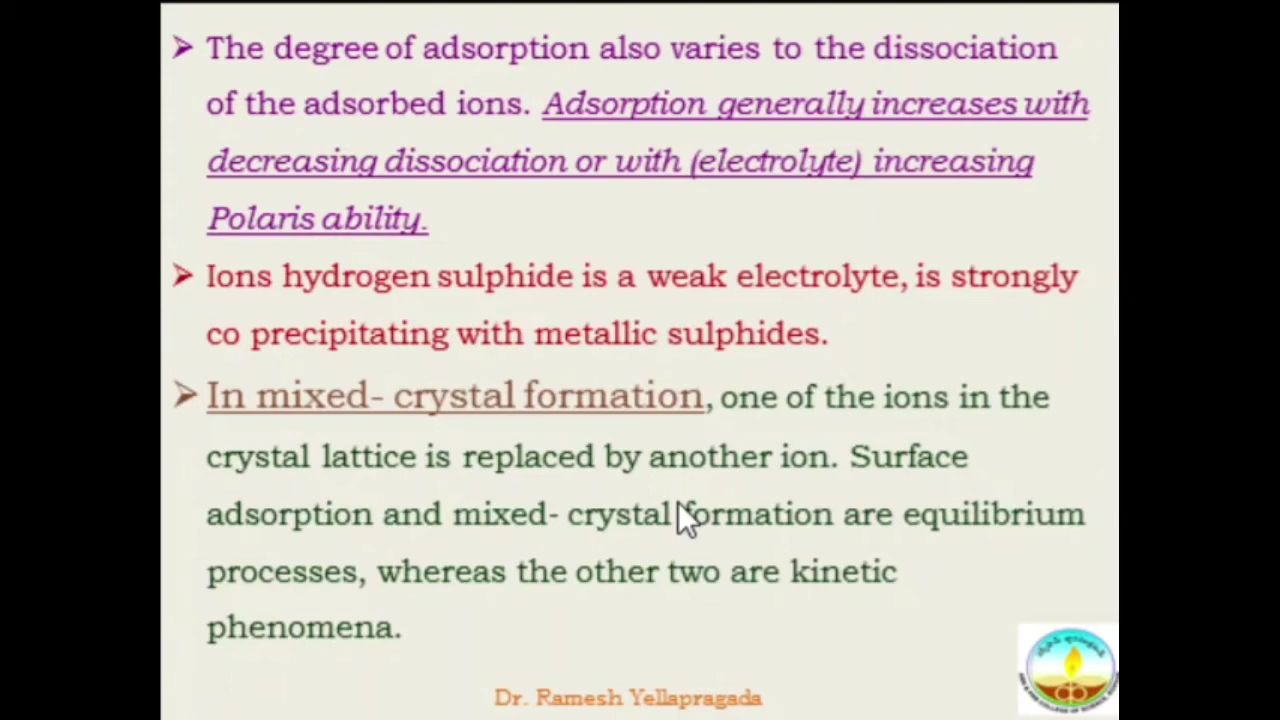 ➢ The degree of adsorption also varies to the dissociation
of the adsorbed ions. Adsorption generally increases with
decreasing dissociation or with (electrolyte) increasing
Polaris ability.
➢ Ions hydrogen sulphide is a weak electrolyte, is strongly
co precipitating with metallic sulphides.
➢ In mixed- crystal formation, one of the ions in the
crystal lattice is replaced by another ion. Surface
adsorption and mixed- crystal formation are equilibrium
processes, whereas the other two are kinetic
phenomena.
Dr. Ramesh Yellapragada